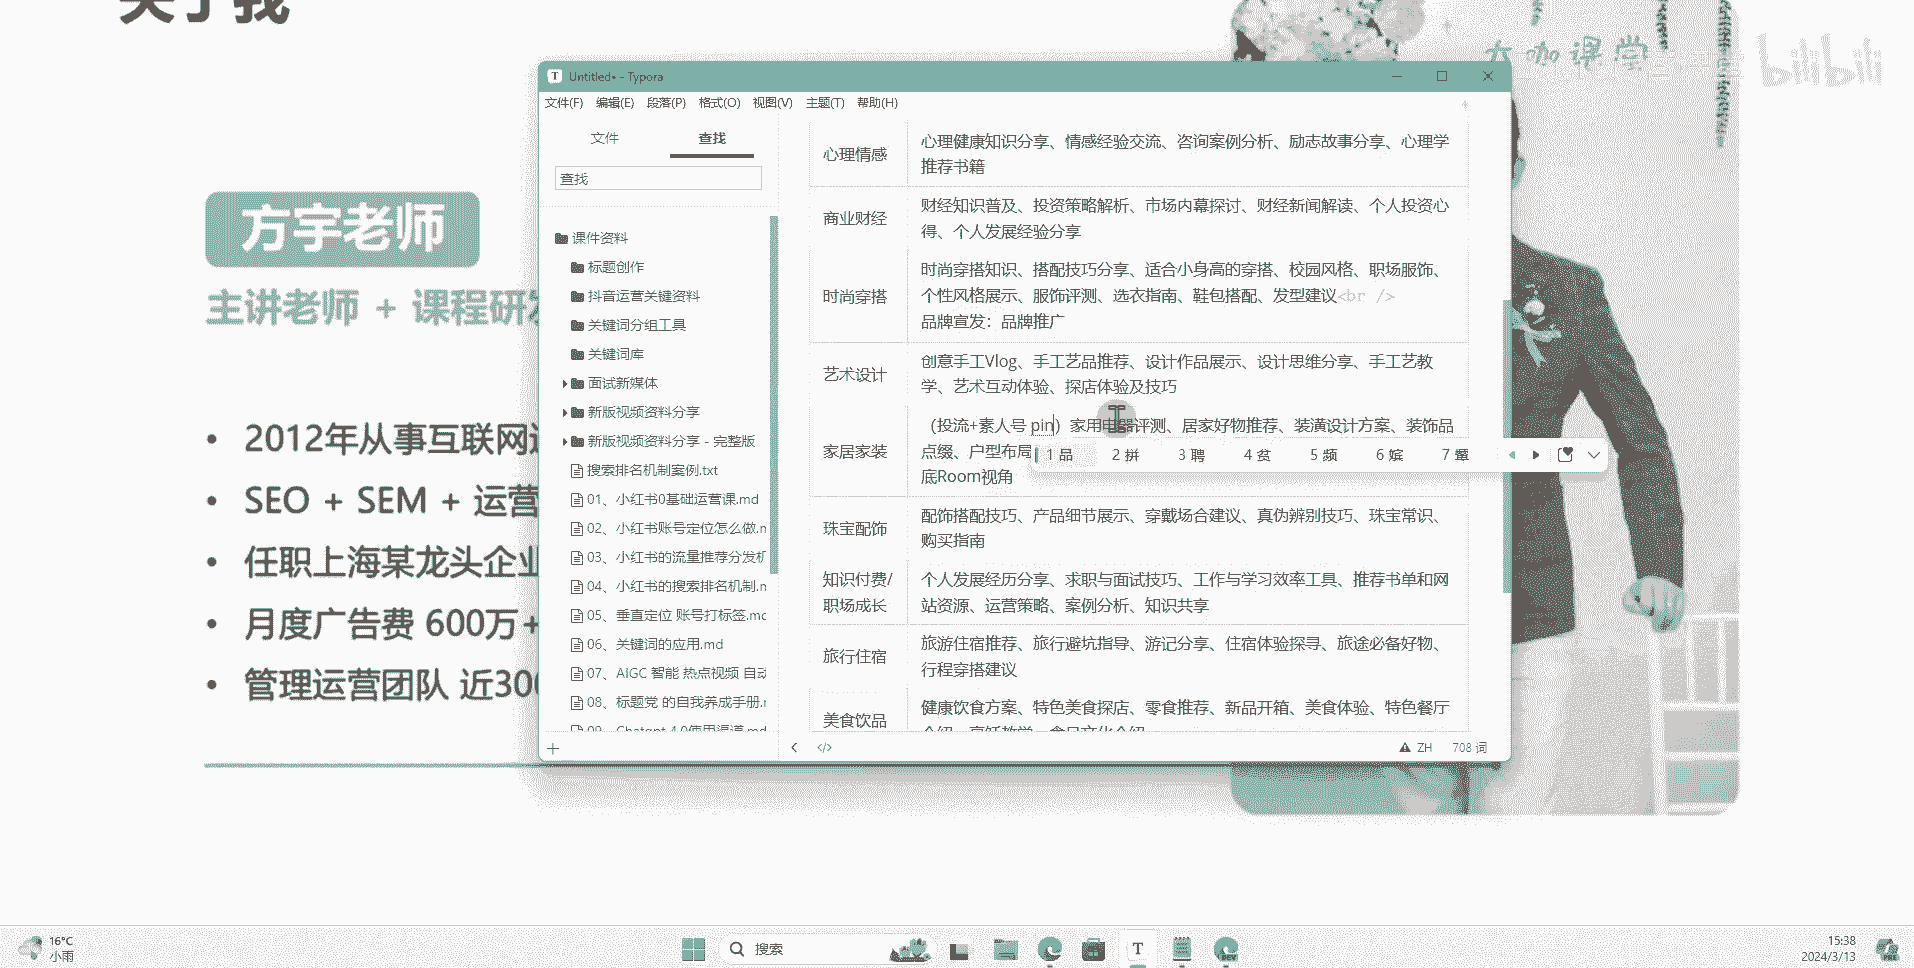 关于我
大咖课堂
bilibili
方宇老师
主讲老师 + 课程研发
• 2012年从事互联网
• SEO + SEM + 运营
• 任职上海某龙头企业
• 月度广告费 600万+
• 管理运营团队 近300
Untitled• - Typora
文件(F) 编辑(E) 段落(P) 格式(O) 视图(V) 主题(T) 帮助(H)
文件 查找
查找
课件资料
标题创作
抖音运营关键资料
关键词分组工具
关键词库
面试新媒体
新版视频资料分享
新版视频资料分享 - 完整版
搜索排名机制案例.txt
01、小红书0基础运营课.md
02、小红书账号定位怎么做.m
03、小红书的流量推荐分发机
04、小红书的搜索排名机制.m
05、垂直定位 账号打标签.mc
06、关键词的应用.md
07、AIGC 智能 热点视频 自动
08、标题党 的自我养成手册.r
09、Chatgpt 4.0使用渠道.md
心理情感
心理健康知识分享、情感经验交流、咨询案例分析、励志故事分享、心理学
推荐书籍
商业财经
财经知识普及、投资策略解析、市场内幕探讨、财经新闻解读、个人投资心
得、个人发展经验分享
时尚穿搭
时尚穿搭知识、搭配技巧分享、适合小身高的穿搭、校园风格、职场服饰、
个性风格展示、服饰评测、选衣指南、鞋包搭配、发型建议<br />
品牌宣发：品牌推广
艺术设计
创意手工Vlog、手工艺品推荐、设计作品展示、设计思维分享、手工艺教
学、艺术互动体验、探店体验及技巧
家居家装
（投流+素人号 pin）家用电器评测、居家好物推荐、装潢设计方案、装饰品
点缀、户型布局
底Room视角
1 品 2 拼 3 聘 4 贫 5 频 6 嫔 7 颦
珠宝配饰
配饰搭配技巧、产品细节展示、穿戴场合建议、真伪辨别技巧、珠宝常识、
购买指南
知识付费/
职场成长
个人发展经历分享、求职与面试技巧、工作与学习效率工具、推荐书单和网
站资源、运营策略、案例分析、知识共享
旅行住宿
旅游住宿推荐、旅行避坑指导、游记分享、住宿体验探寻、旅途必备好物、
行程穿搭建议
美食饮品
健康饮食方案、特色美食探店、零食推荐、新品开箱、美食体验、特色餐厅
介绍、烹饪教学、食品文化介绍
ZH 708 词
16°C
小雨
搜索
T
DEV
15:38
2024/3/13
PRE